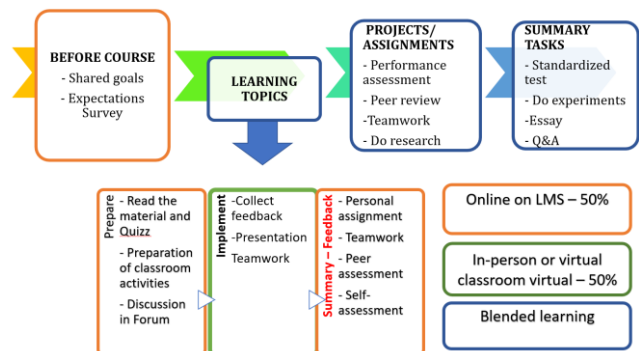 BEFORE COURSE
- Shared goals
- Expectations
Survey
LEARNING
TOPICS
PROJECTS/
ASSIGNMENTS
- Performance
assessment
- Peer review
-Teamwork
- Do research
SUMMARY
TASKS
- Standardized
test
- Do experiments
-Essay
-Q&A
Prepare
- Read the
material and
Quizz
- Preparation
of classroom
activities
- Discussion
in Forum
Implement
-Collect
feedback
-Presentation
Teamwork
Summary – Feedback
- Personal
assignment
- Teamwork
- Peer
assessment
- Self-
assessment
Online on LMS – 50%
In-person or virtual
classroom virtual – 50%
Blended learning